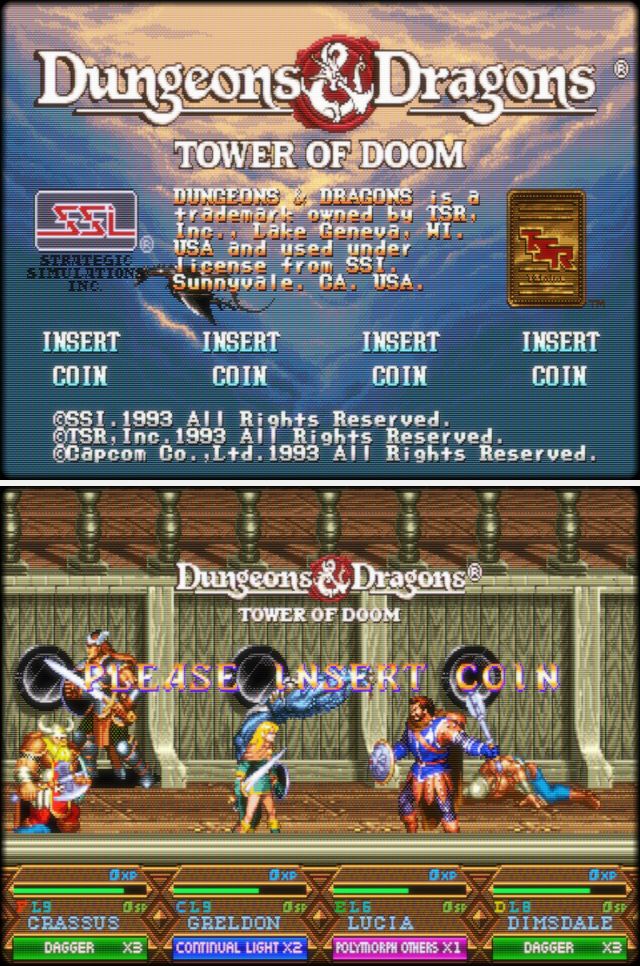 Dungeons & Dragons ®
TOWER OF DOOM
SSI ®
STRATEGIC
SIMULATIONS
INC.
DUNGEONS & DRAGONS is a
trademark owned by TSR,
Inc., Lake Geneva, WI.
USA and used under
license from SSI.
Sunnyvale. CA. USA.
TSR
TM
INSERT INSERT INSERT INSERT
COIN COIN COIN COIN
©SSI.1993 All Rights Reserved.
©TSR,Inc.1993 All Rights Reserved.
©Capcom Co.,Ltd.1993 All Rights Reserved.
Dungeons & Dragons®
TOWER OF DOOM
PLEASE INSERT COIN
0XP 0XP 0XP 0XP
F L9 0SP C L9 0SP E L6 0SP D L8 0SP
CRASSUS GRELDON LUCIA DIMSDALE
DAGGER X3 CONTINUAL LIGHT X2 POLYMORPH OTHERS X1 DAGGER X3